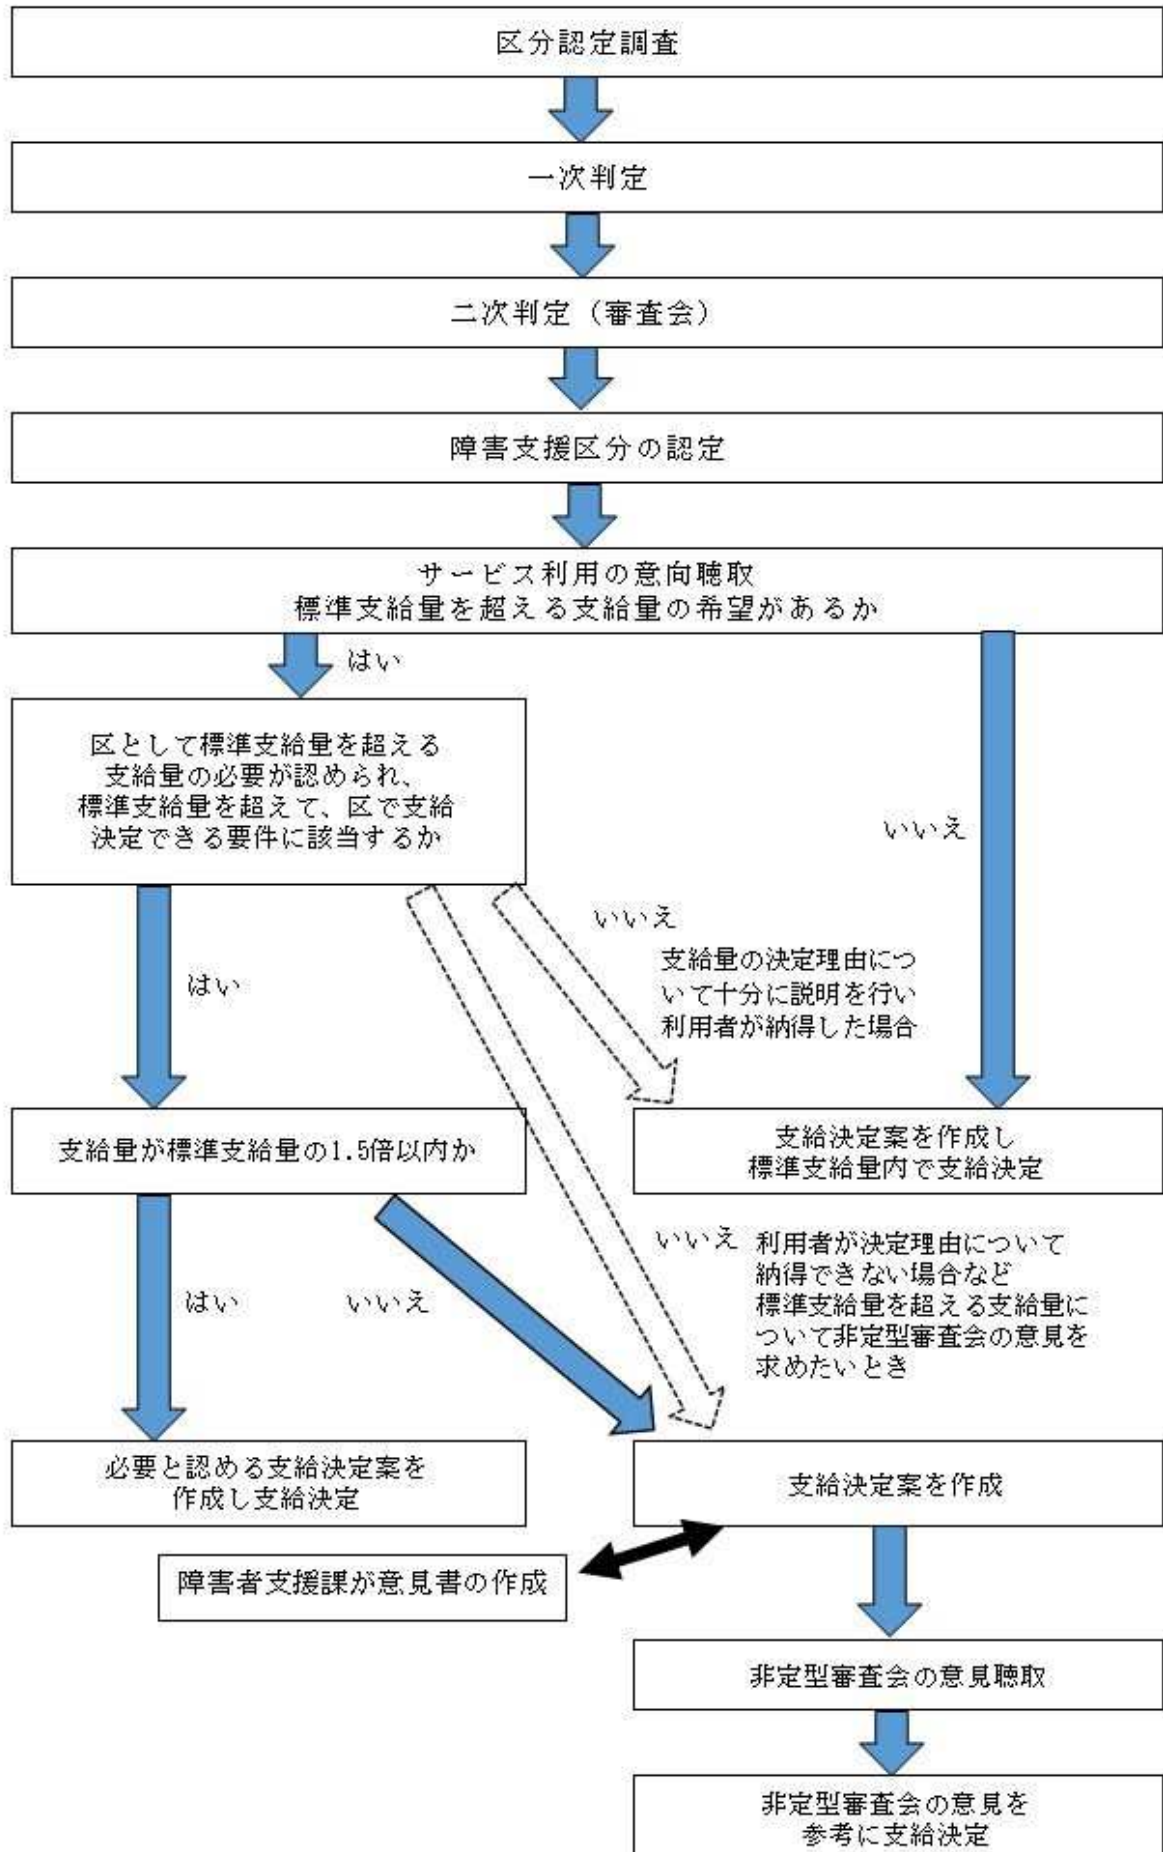 区分認定調査
一次判定
二次判定（審査会）
障害支援区分の認定
サービス利用の意向聴取
標準支給量を超える支給量の希望があるか
はい
区として標準支給量を超える
支給量の必要が認められ、
標準支給量を超えて、区で支給
決定できる要件に該当するか
いいえ
いいえ
支給量の決定理由につ
いて十分に説明を行い
利用者が納得した場合
はい
支給量が標準支給量の1.5倍以内か
支給決定案を作成し
標準支給量内で支給決定
いいえ
利用者が決定理由について
納得できない場合など
標準支給量を超える支給量に
ついて非定型審査会の意見を
求めたいとき
はい
いいえ
必要と認める支給決定案を
作成し支給決定
支給決定案を作成
障害者支援課が意見書の作成
非定型審査会の意見聴取
非定型審査会の意見を
参考に支給決定